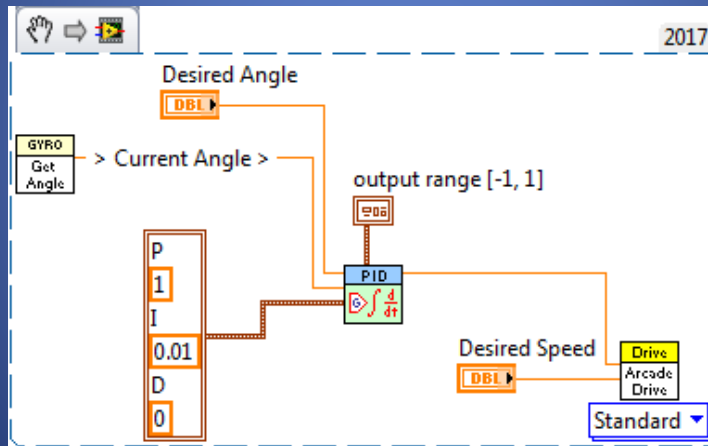 2017
Desired Angle
DBL
GYRO
Get
Angle
> Current Angle >
output range [-1, 1]
P
1
I
0.01
D
0
PID
G ∫ d
dt
Desired Speed
DBL
Drive
Arcade
Drive
Standard